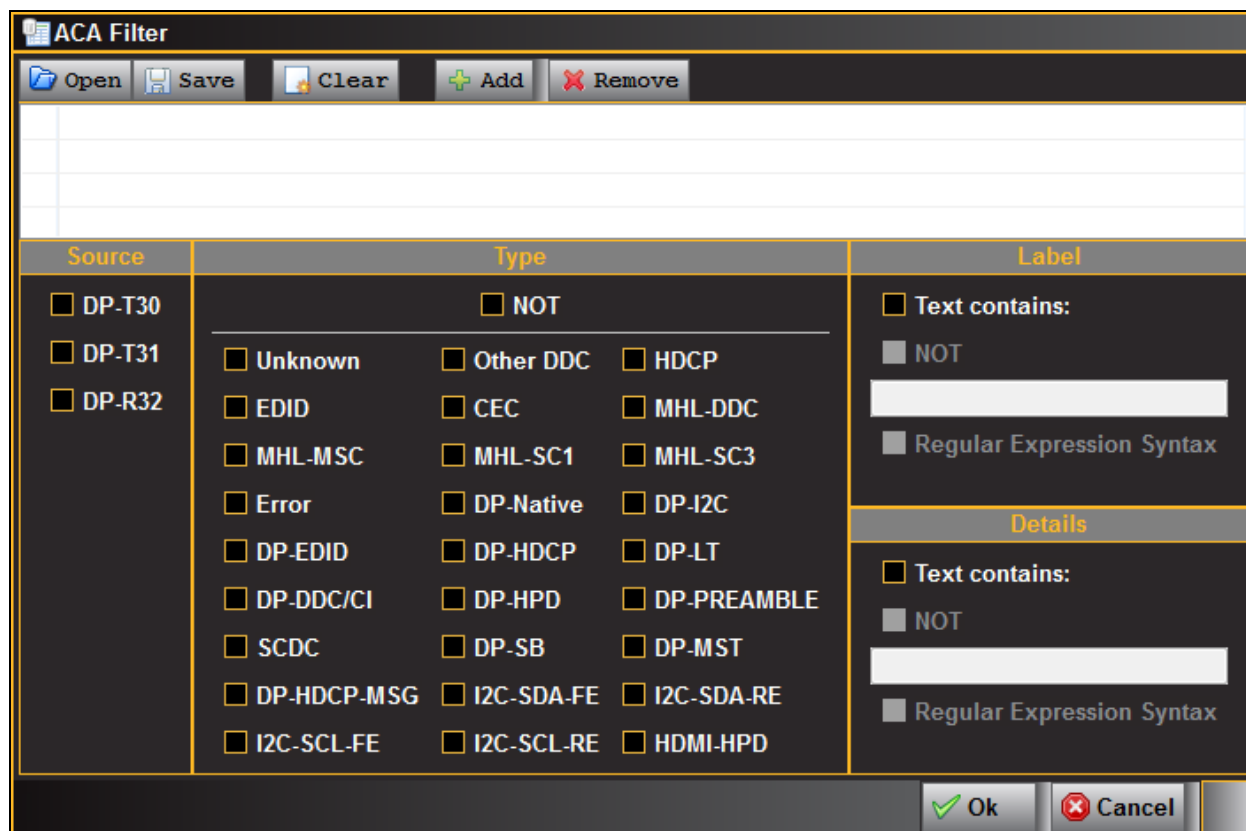 ACA Filter
Open Save Clear Add Remove
Source Type Label
DP-T30 NOT Text contains:
DP-T31 Unknown Other DDC HDCP NOT
DP-R32 EDID CEC MHL-DDC
MHL-MSC MHL-SC1 MHL-SC3 Regular Expression Syntax
Error DP-Native DP-I2C
Details
DP-EDID DP-HDCP DP-LT Text contains:
DP-DDC/CI DP-HPD DP-PREAMBLE NOT
SCDC DP-SB DP-MST
DP-HDCP-MSG I2C-SDA-FE I2C-SDA-RE Regular Expression Syntax
I2C-SCL-FE I2C-SCL-RE HDMI-HPD
Ok Cancel